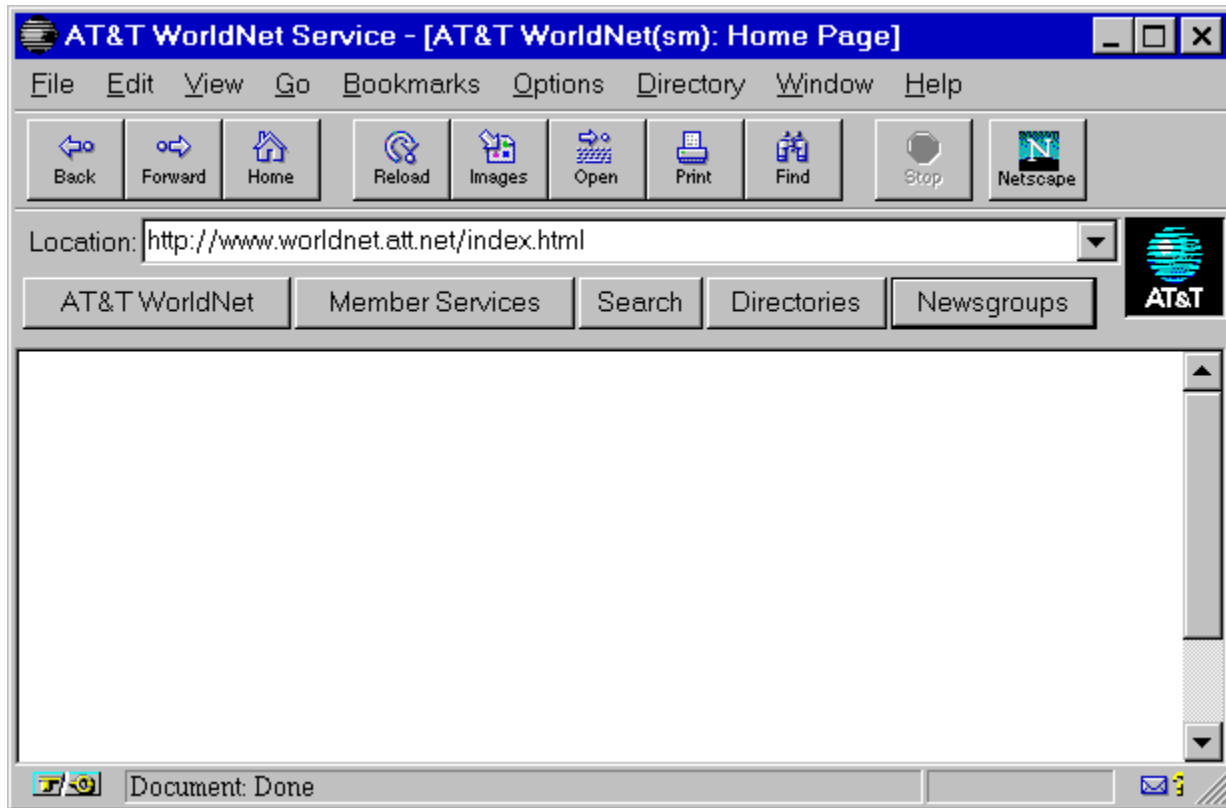 AT&T WorldNet Service - [AT&T WorldNet(sm): Home Page]
File Edit View Go Bookmarks Options Directory Window Help
Back Forward Home Reload Images Open Print Find Stop N Netscape
Location: http://www.worldnet.att.net/index.html
AT&T WorldNet Member Services Search Directories Newsgroups AT&T
Document: Done